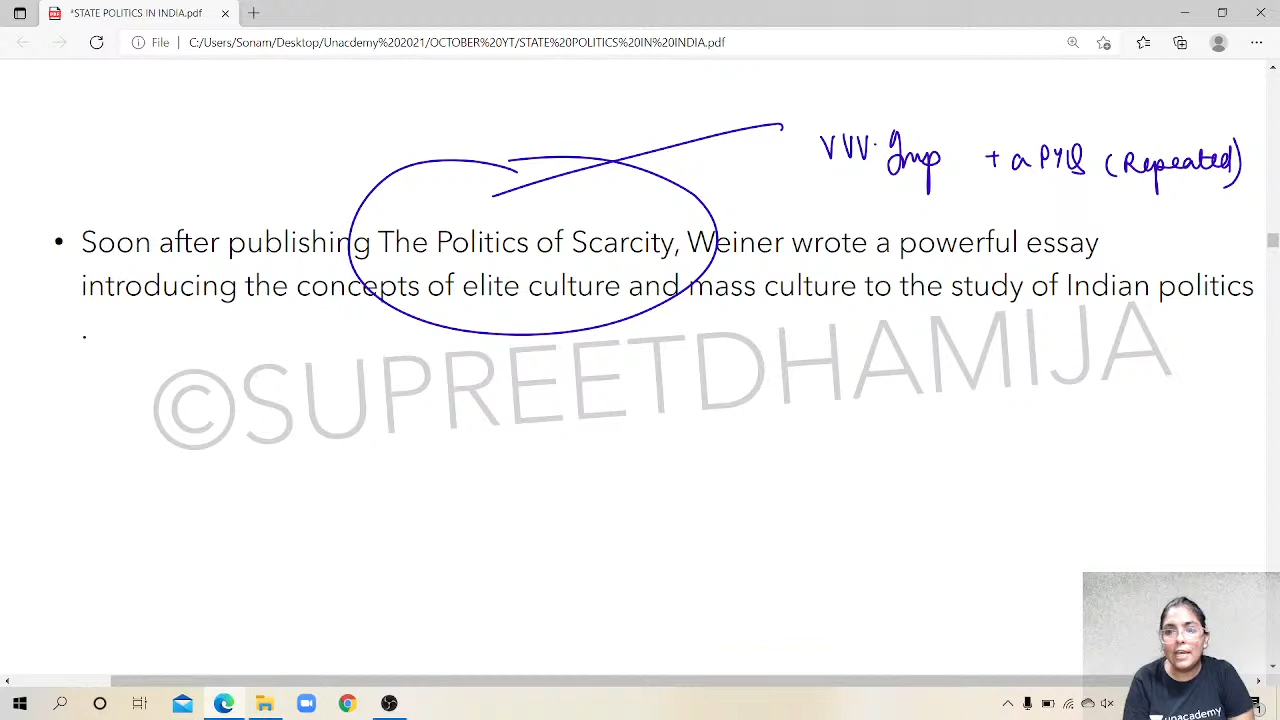 *STATE POLITICS IN INDIA.pdf
File
C:/Users/Sonam/Desktop/Unacdemy%202021/OCTOBER%20YT/STATE%20POLITICS%20IN%20INDIA.pdf
VVV. Imp + a PYQ (Repeated)
• Soon after publishing The Politics of Scarcity, Weiner wrote a powerful essay
introducing the concepts of elite culture and mass culture to the study of Indian politics
.
©SUPREETDHAMIJA
unacademy